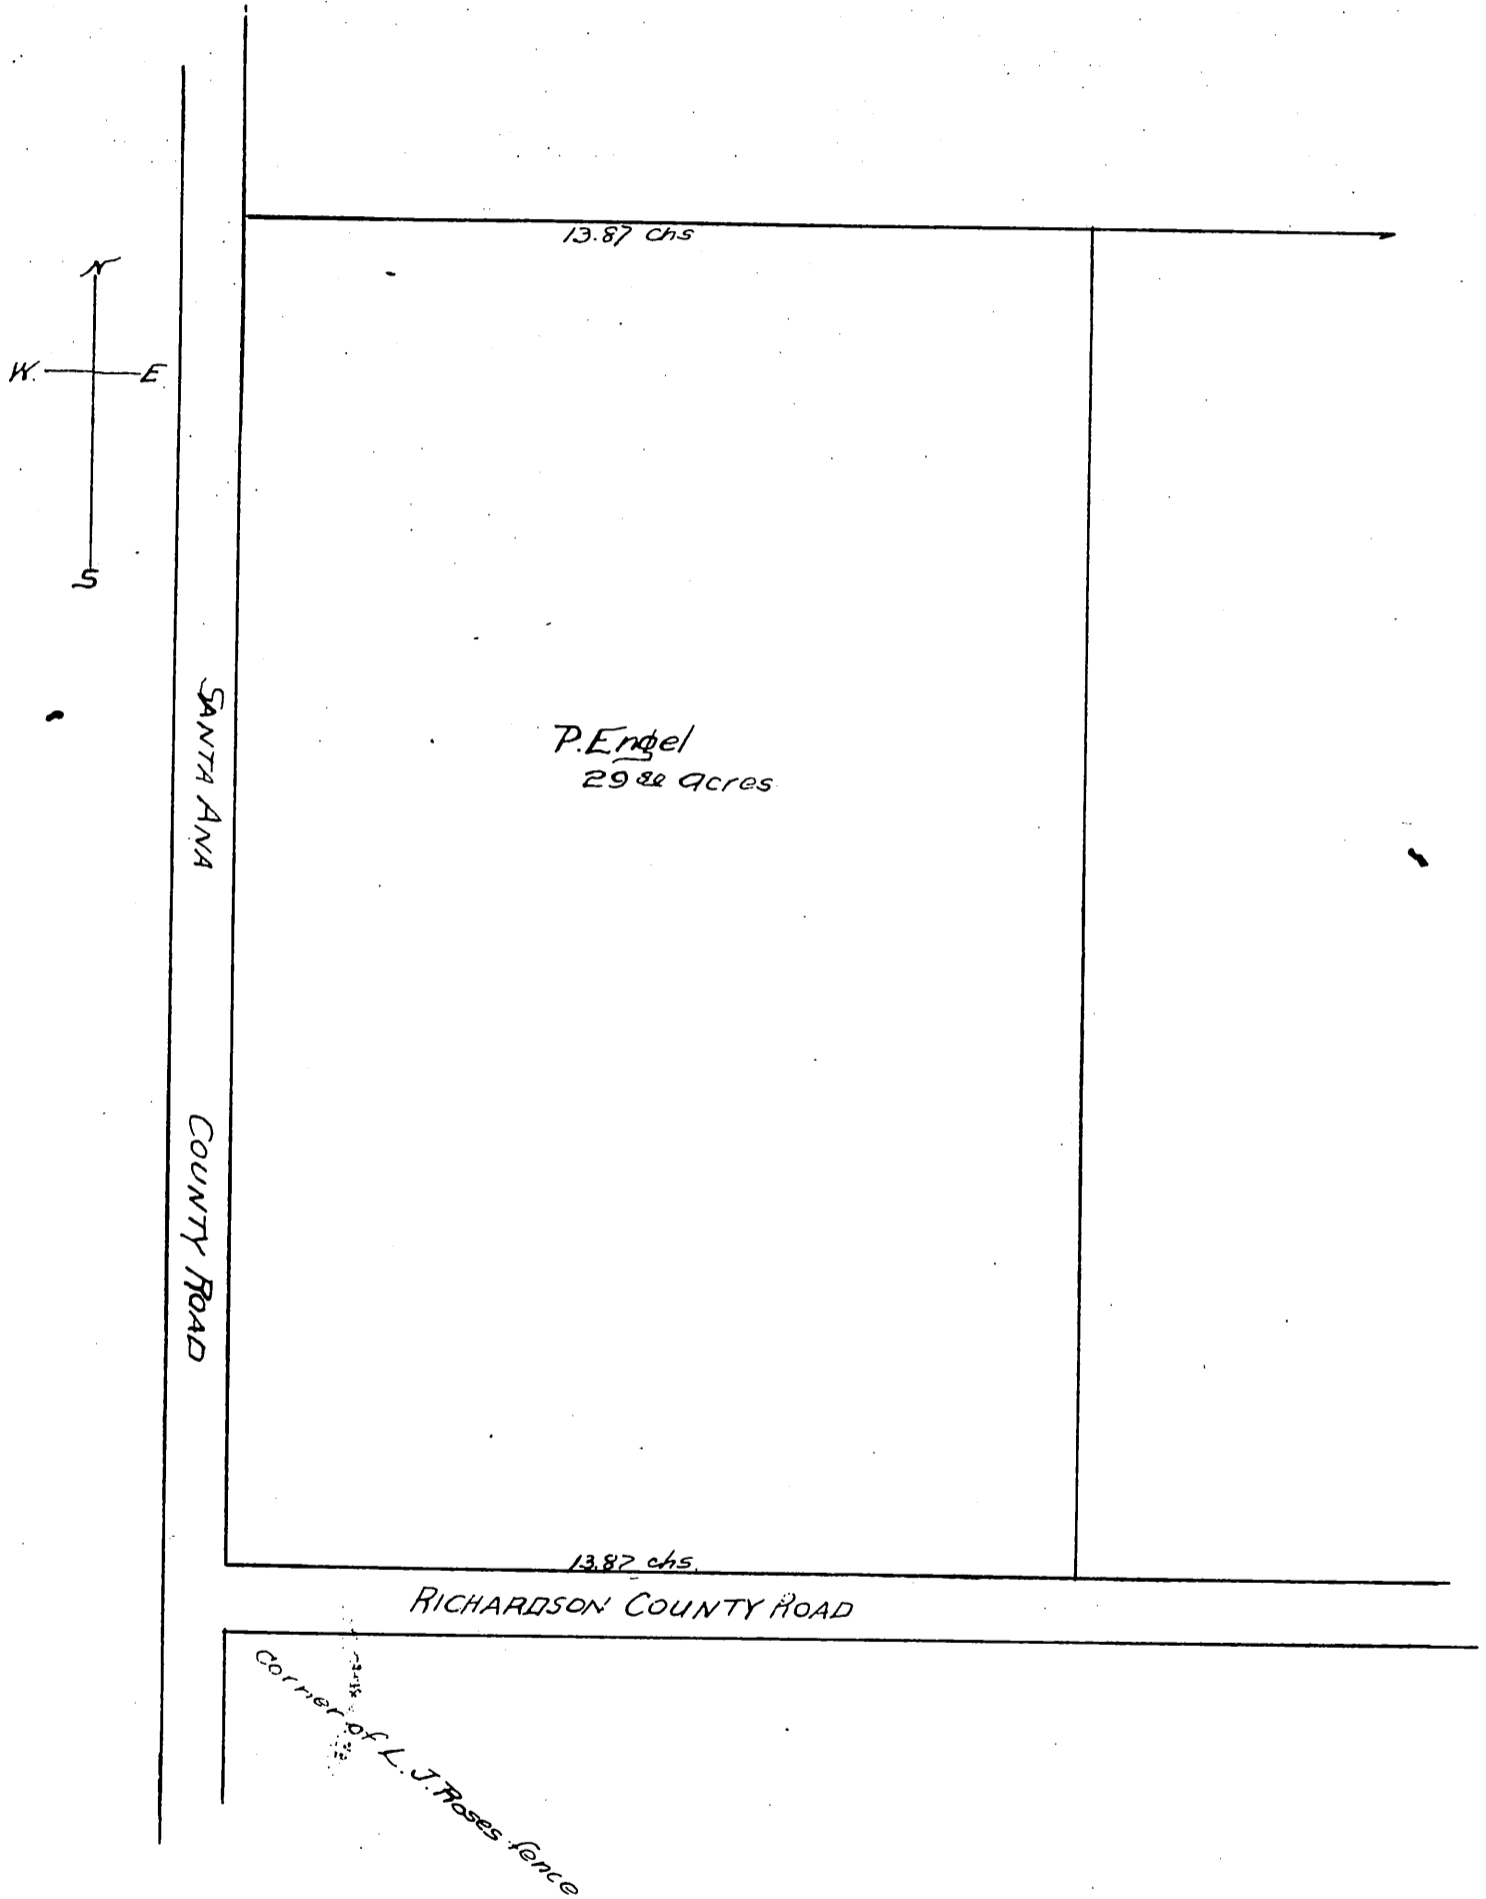 13.87 chs
N
W. E.
S
SANTA ANA
COUNTY ROAD
P. Engel
29 acres
13.87 chs.
RICHARDSON COUNTY ROAD
Corner of L. J. Roses fence